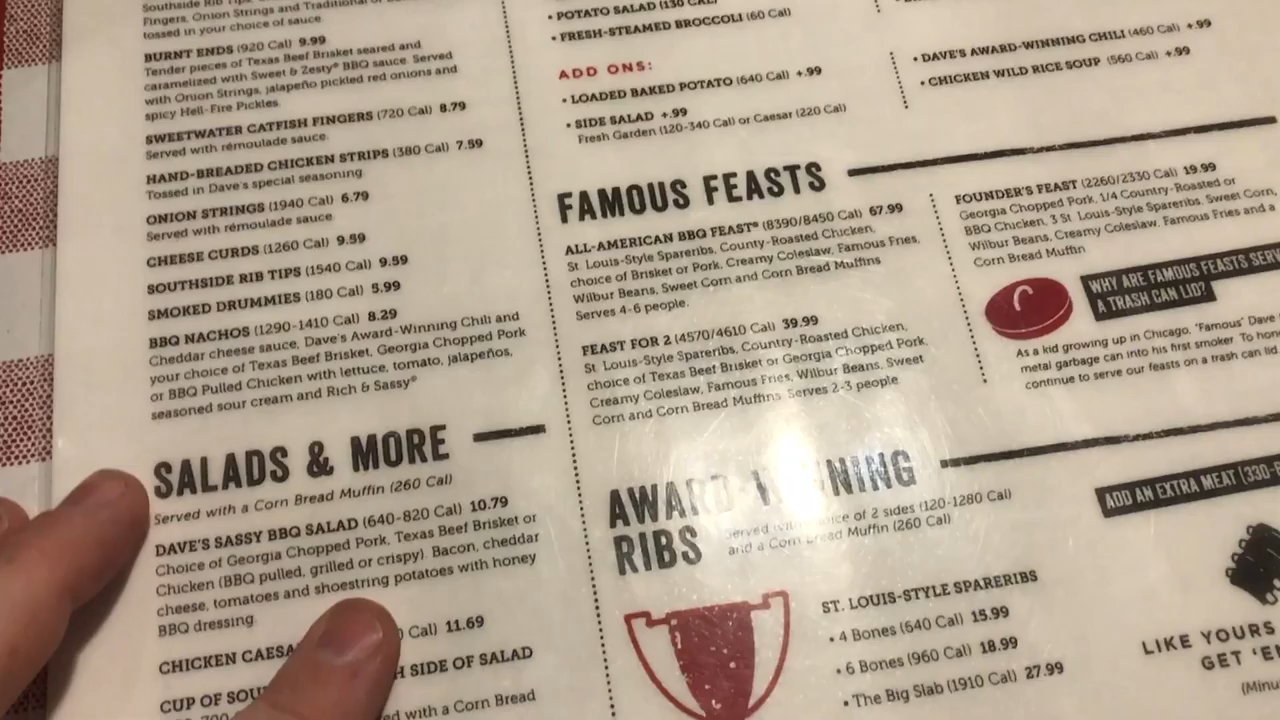 Southside Rib Tips,
Fingers, Onion Strings and Traditional or
tossed in your choice of sauce.
BURNT ENDS (920 Cal) 9.99
Tender pieces of Texas Beef Brisket seared and
caramelized with Sweet & Zesty® BBQ sauce. Served
with Onion Strings, jalapeño pickled red onions and
spicy Hell-Fire Pickles.
SWEETWATER CATFISH FINGERS (720 Cal) 8.79
Served with rémoulade sauce.
HAND-BREADED CHICKEN STRIPS (380 Cal) 7.59
Tossed in Dave's special seasoning.
ONION STRINGS (1940 Cal) 6.79
Served with rémoulade sauce.
CHEESE CURDS (1260 Cal) 9.59
SOUTHSIDE RIB TIPS (1540 Cal) 9.59
SMOKED DRUMMIES (180 Cal) 5.99
BBQ NACHOS (1290-1410 Cal) 8.29
Cheddar cheese sauce, Dave's Award-Winning Chili and
your choice of Texas Beef Brisket, Georgia Chopped Pork
or BBQ Pulled Chicken with lettuce, tomato, jalapeños,
seasoned sour cream and Rich & Sassy®
SALADS & MORE
Served with a Corn Bread Muffin (260 Cal)
DAVE'S SASSY BBQ SALAD (640-820 Cal) 10.79
Choice of Georgia Chopped Pork, Texas Beef Brisket or
Chicken (BBQ pulled, grilled or crispy). Bacon, cheddar
cheese, tomatoes and shoestring potatoes with honey
BBQ dressing.
CHICKEN CAESA Cal) 11.69
CUP OF SOU H SIDE OF SALAD
ed with a Corn Bread
• POTATO SALAD (130 CAL)
• FRESH-STEAMED BROCCOLI (60 Cal)
ADD ONS:
• LOADED BAKED POTATO (640 Cal) +.99
• SIDE SALAD +.99
Fresh Garden (120-340 Cal) or Caesar (220 Cal)
• DAVE'S AWARD-WINNING CHILI (460 Cal) +.99
• CHICKEN WILD RICE SOUP (560 Cal) +.99
FAMOUS FEASTS
ALL-AMERICAN BBQ FEAST® (8390/8450 Cal) 67.99
St. Louis-Style Spareribs, County-Roasted Chicken,
choice of Brisket or Pork, Creamy Coleslaw, Famous Fries,
Wilbur Beans, Sweet Corn and Corn Bread Muffins
Serves 4-6 people.
FEAST FOR 2 (4570/4610 Cal) 39.99
St. Louis-Style Spareribs, Country-Roasted Chicken,
choice of Texas Beef Brisket or Georgia Chopped Pork,
Creamy Coleslaw, Famous Fries, Wilbur Beans, Sweet
Corn and Corn Bread Muffins. Serves 2-3 people
FOUNDER'S FEAST (2260/2330 Cal) 19.99
Georgia Chopped Pork, 1/4 Country-Roasted or
BBQ Chicken, 3 St. Louis-Style Spareribs, Sweet Corn,
Wilbur Beans, Creamy Coleslaw, Famous Fries and a
Corn Bread Muffin
WHY ARE FAMOUS FEASTS SERV
A TRASH CAN LID?
As a kid growing up in Chicago, "Famous" Dave
metal garbage can into his first smoker. To hon
continue to serve our feasts on a trash can lid
AWARD-WINNING
RIBS
Served with choice of 2 sides (120-1280 Cal)
and a Corn Bread Muffin (260 Cal)
ST. LOUIS-STYLE SPARERIBS
• 4 Bones (640 Cal) 15.99
• 6 Bones (960 Cal) 18.99
• The Big Slab (1910 Cal) 27.99
ADD AN EXTRA MEAT (330-
LIKE YOURS
GET 'E
(Minu